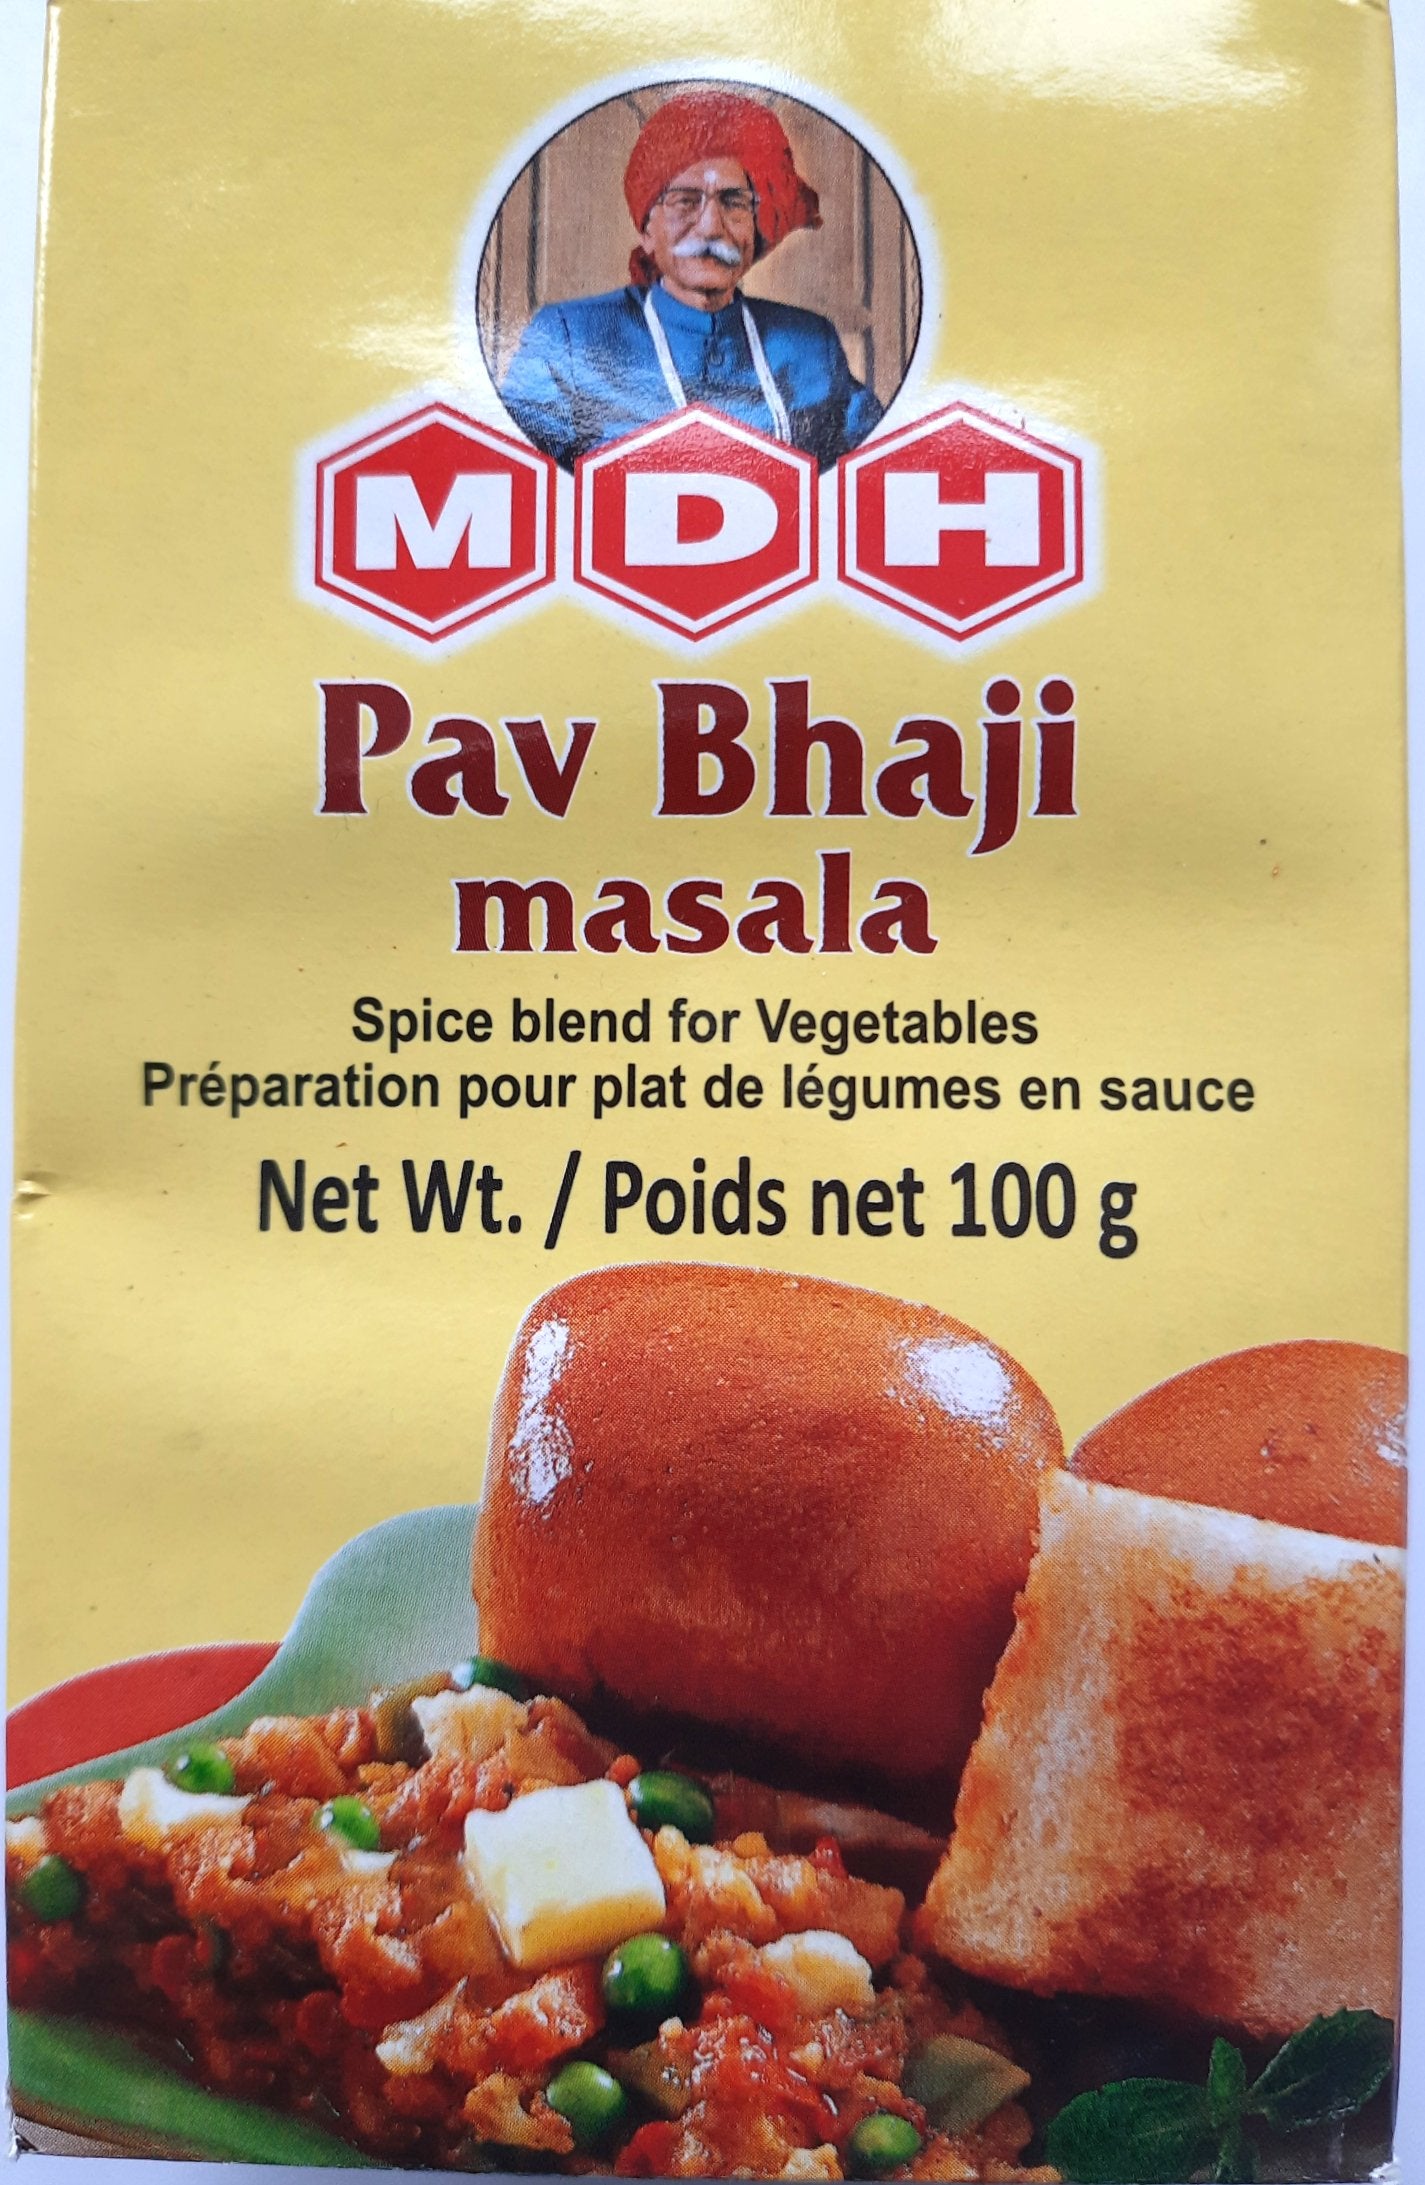 MDH
Pav Bhaji
masala
Spice blend for Vegetables
Préparation pour plat de légumes en sauce
Net Wt. / Poids net 100 g